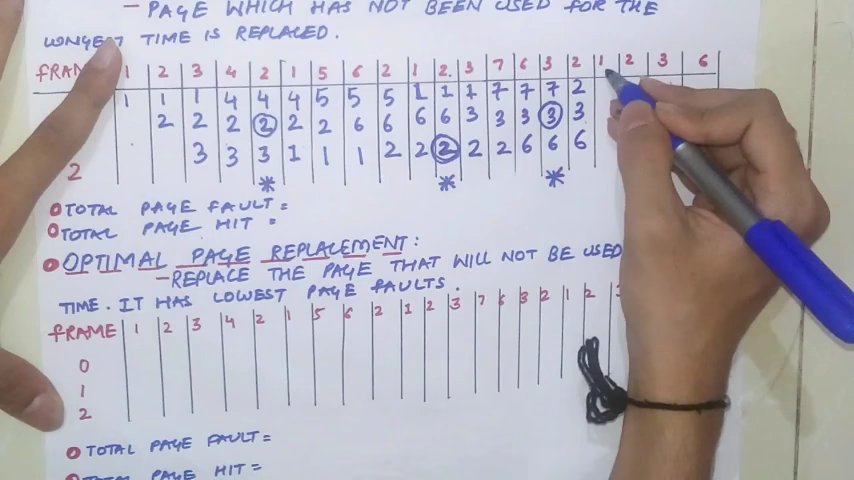 - PAGE WHICH HAS NOT BEEN USED FOR THE
LONGEST TIME IS REPLACED.
1 2 3 4 2 1 5 6 2 1 2. 3 7 6 3 2 1 2 3 6
1 1 1 4 4 4 5 5 5 1 1 1 7 7 7 2
2 2 2 2 2 2 6 6 6 6 3 3 3 3 3
3 3 3 1 1 1 2 2 2 2 2 6 6 6
2
* * *
TOTAL PAGE FAULT =
TOTAL PAGE HIT =
OPTIMAL PAGE REPLACEMENT:
- REPLACE THE PAGE THAT WILL NOT BE USED
TIME. IT HAS LOWEST PAGE FAULTS.
FRAME 1 2 3 4 2 1 5 6 2 1 2 3 7 6 3 2 1 2
0
1
2
TOTAL PAGE FAULT =
TOTAL PAGE HIT =